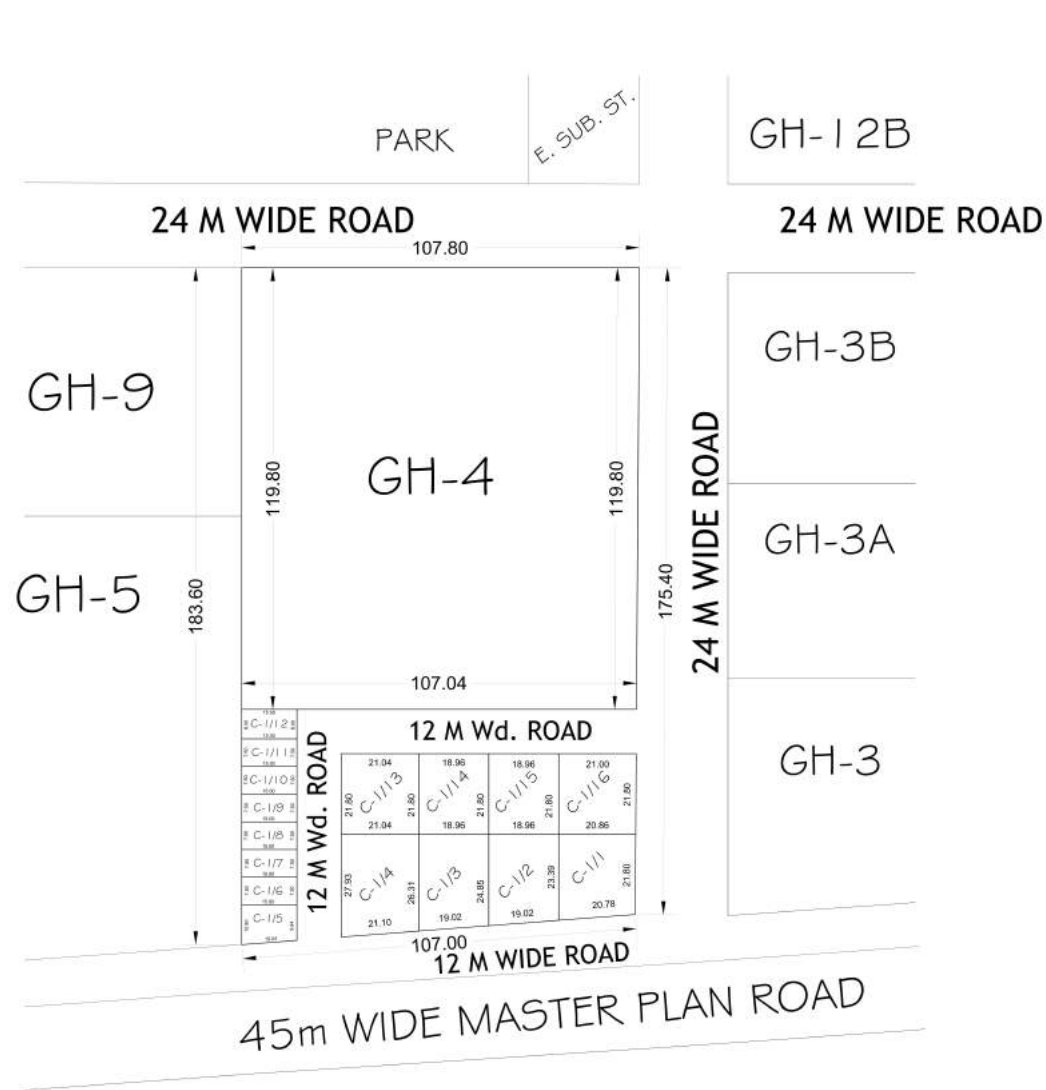 PARK
E. SUB. ST.
GH-12B
24 M WIDE ROAD
24 M WIDE ROAD
107.80
GH-9
GH-4
GH-3B
119.80
119.80
24 M WIDE ROAD
GH-3A
GH-5
183.60
175.40
107.04
GH-3
12 M Wd. ROAD
12 M Wd. ROAD
C-1/12
C-1/11
C-1/10
C-1/9
C-1/8
C-1/7
C-1/6
C-1/5
21.04
18.96
18.96
21.00
21.80
C-1/13
21.80
C-1/14
21.80
C-1/15
21.80
C-1/16
21.80
21.04
18.96
18.96
20.86
27.93
C-1/4
26.31
C-1/3
24.85
C-1/2
23.39
C-1/1
21.80
21.10
19.02
19.02
20.78
107.00
12 M WIDE ROAD
45m WIDE MASTER PLAN ROAD